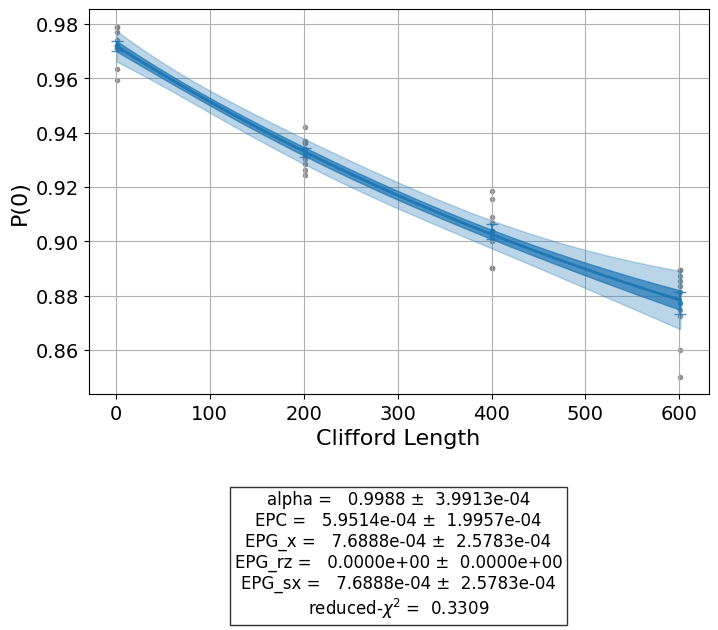 0.98
0.96
0.94
0.92
0.90
0.88
0.86
P(0)
0 100 200 300 400 500 600
Clifford Length
alpha = 0.9988 ± 3.9913e-04
EPC = 5.9514e-04 ± 1.9957e-04
EPG_x = 7.6888e-04 ± 2.5783e-04
EPG_rz = 0.0000e+00 ± 0.0000e+00
EPG_sx = 7.6888e-04 ± 2.5783e-04
reduced-χ² = 0.3309